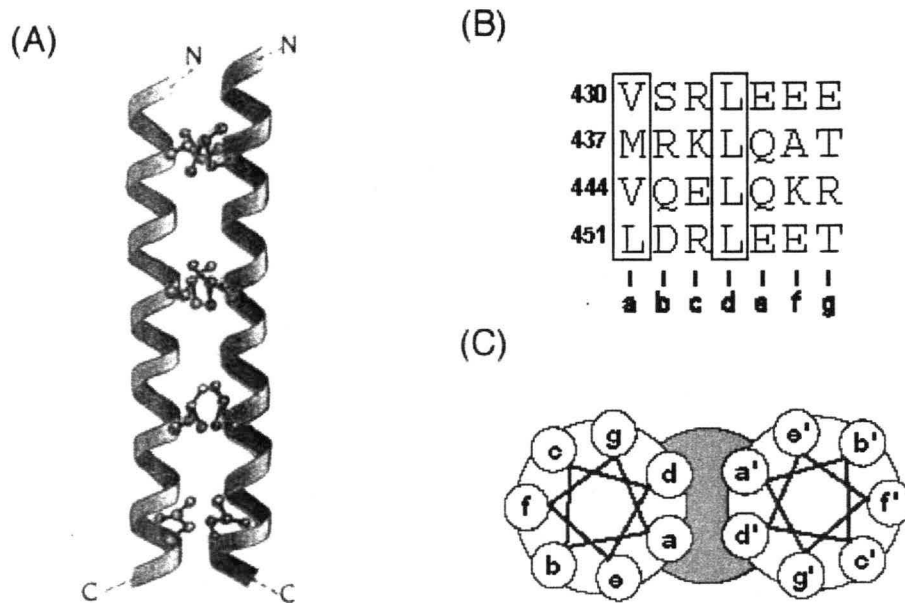 (A)
N
N
C
C
(B)
430 V S R L E E E
437 M R K L Q A T
444 V Q E L Q K R
451 L D R L E E T
a b c d e f g
(C)
c g d f a b e
e' b' a' f' d' c' g'